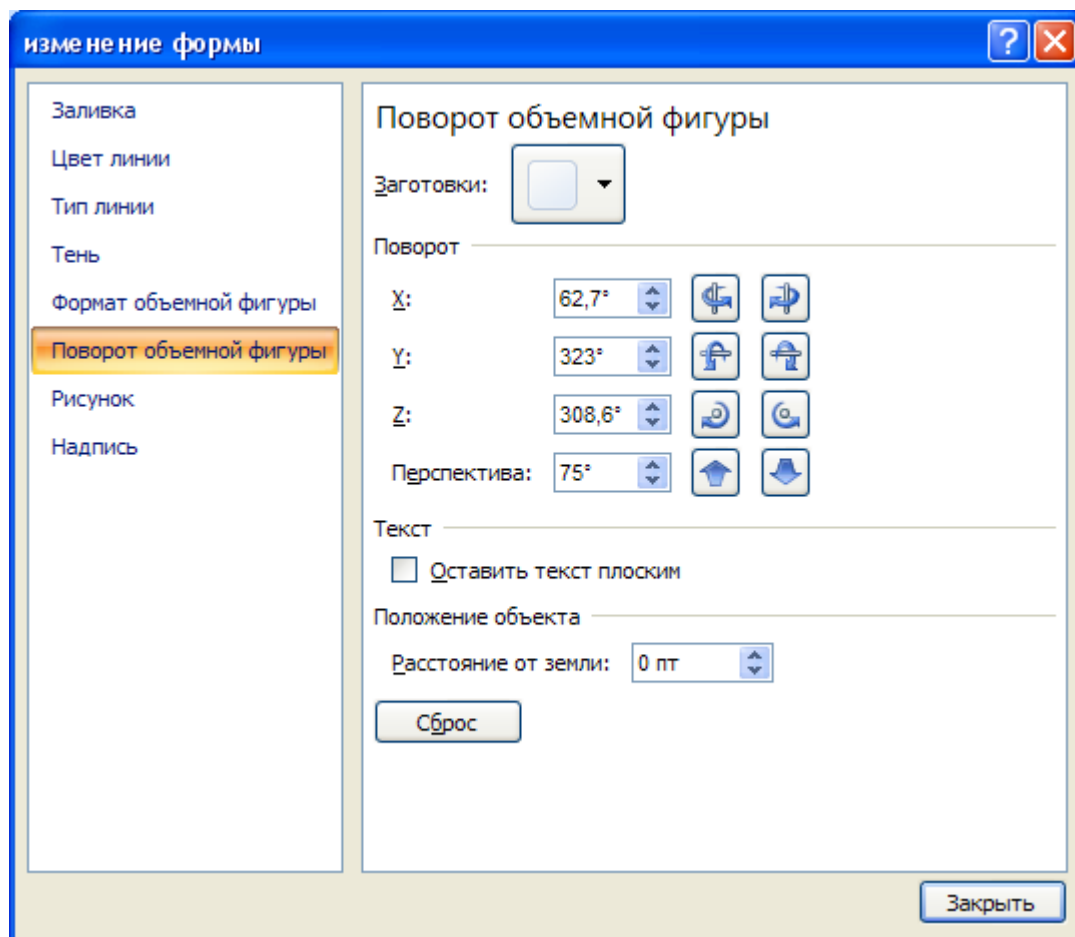 изменение формы
Заливка
Цвет линии
Тип линии
Тень
Формат объемной фигуры
Поворот объемной фигуры
Рисунок
Надпись
Поворот объемной фигуры
Заготовки:
Поворот
X: 62,7°
Y: 323°
Z: 308,6°
Перспектива: 75°
Текст
Оставить текст плоским
Положение объекта
Расстояние от земли: 0 пт
Сброс
Закрыть